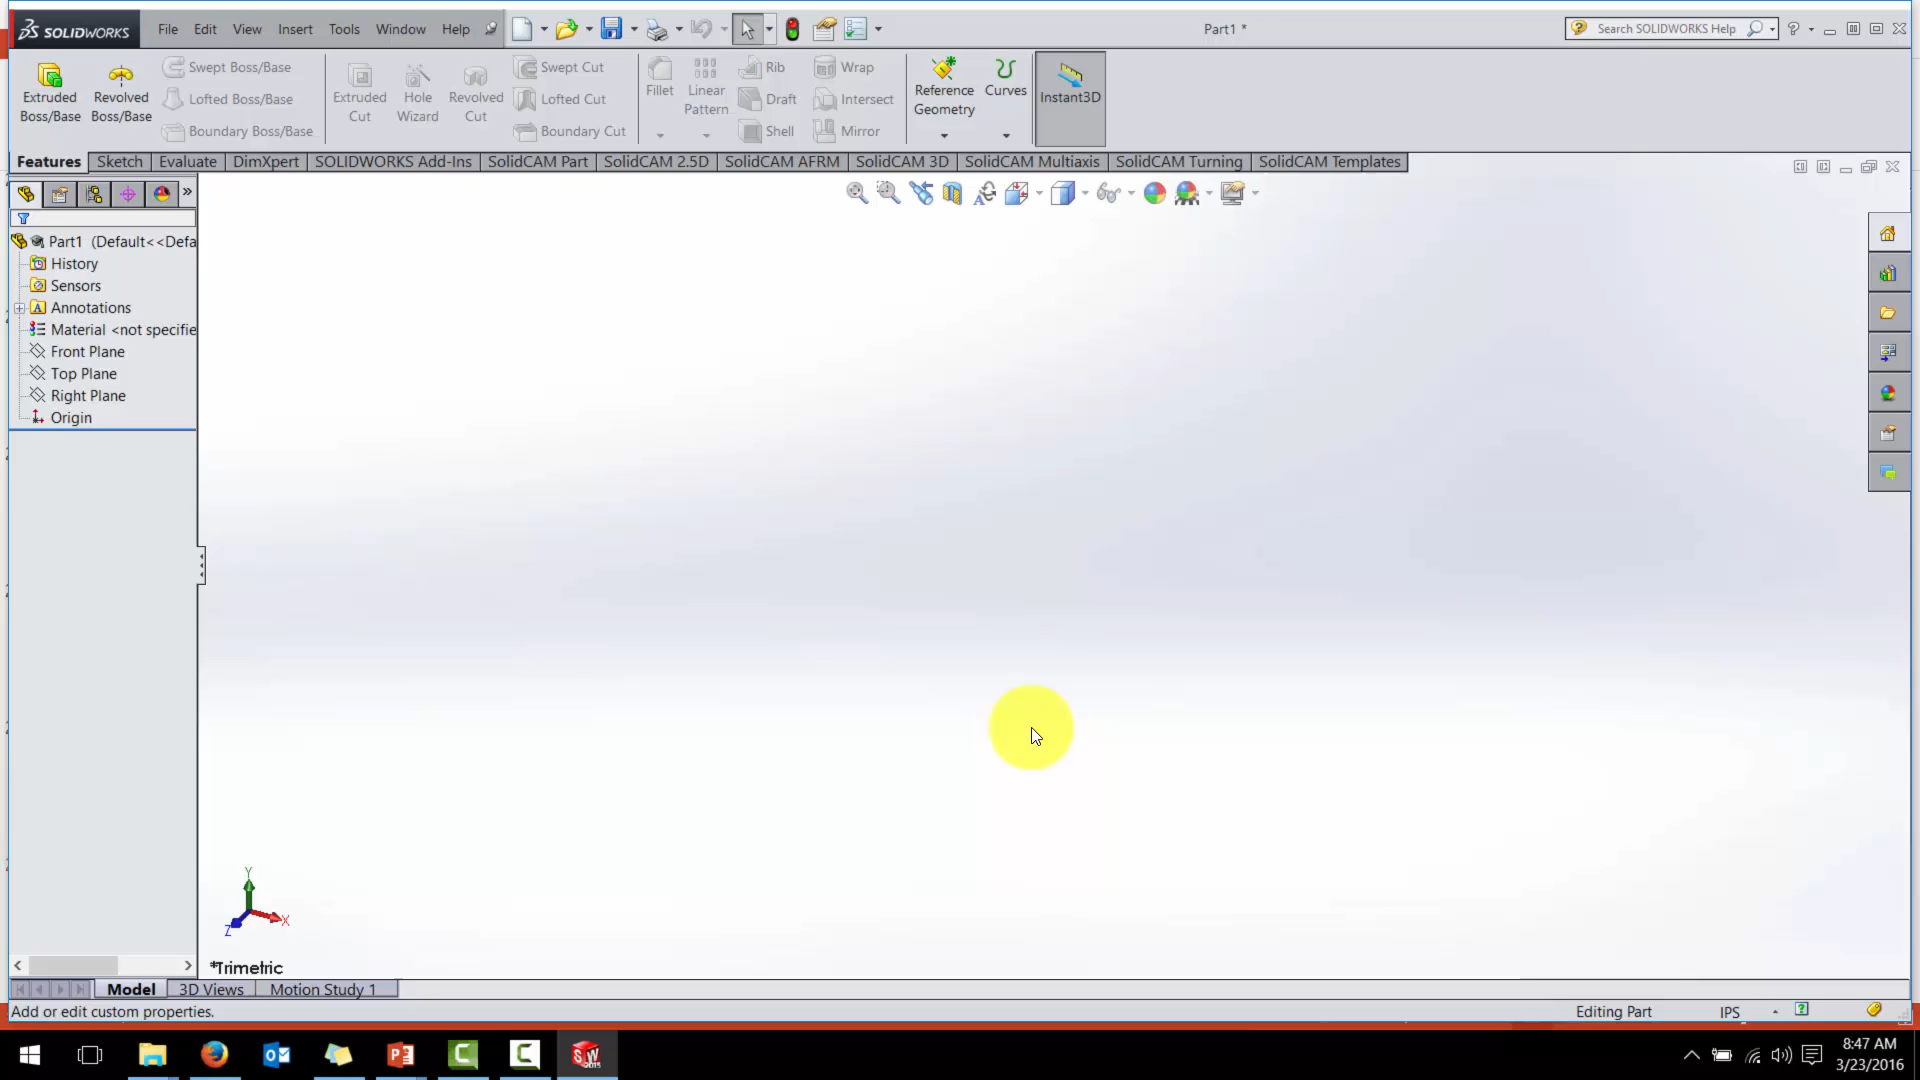 SOLIDWORKS File Edit View Insert Tools Window Help Part1 * Search SOLIDWORKS Help ?
Extruded Boss/Base
Revolved Boss/Base
Swept Boss/Base
Lofted Boss/Base
Boundary Boss/Base
Extruded Cut
Hole Wizard
Revolved Cut
Swept Cut
Lofted Cut
Boundary Cut
Fillet
Linear Pattern
Rib
Draft
Shell
Wrap
Intersect
Mirror
Reference Geometry
Curves
Instant3D
Features Sketch Evaluate DimXpert SOLIDWORKS Add-Ins SolidCAM Part SolidCAM 2.5D SolidCAM AFRM SolidCAM 3D SolidCAM Multiaxis SolidCAM Turning SolidCAM Templates
Part1 (Default<<Defa
History
Sensors
Annotations
Material <not specifie
Front Plane
Top Plane
Right Plane
Origin
Y
X
Z
*Trimetric
Model 3D Views Motion Study 1
Add or edit custom properties. Editing Part IPS
8:47 AM
3/23/2016